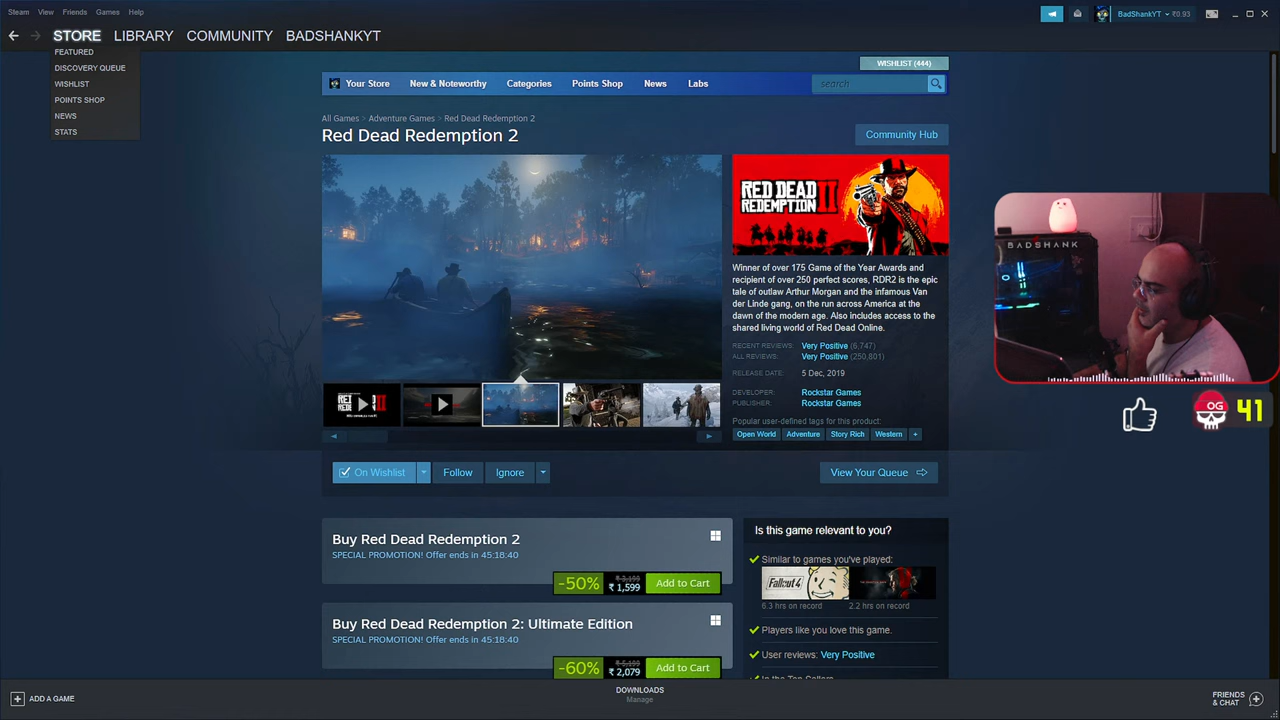 Steam View Friends Games Help
BadShankYT ₹0.93
STORE LIBRARY COMMUNITY BADSHANKYT
FEATURED
DISCOVERY QUEUE
WISHLIST
POINTS SHOP
NEWS
STATS
WISHLIST (444)
Your Store New & Noteworthy Categories Points Shop News Labs search
All Games > Adventure Games > Red Dead Redemption 2
Red Dead Redemption 2
Community Hub
RED DEAD
REDEMPTION II
Winner of over 175 Game of the Year Awards and
recipient of over 250 perfect scores, RDR2 is the epic
tale of outlaw Arthur Morgan and the infamous Van
der Linde gang, on the run across America at the
dawn of the modern age. Also includes access to the
shared living world of Red Dead Online.
RECENT REVIEWS: Very Positive (6,747)
ALL REVIEWS: Very Positive (250,801)
RELEASE DATE: 5 Dec, 2019
DEVELOPER: Rockstar Games
PUBLISHER: Rockstar Games
Popular user-defined tags for this product:
Open World Adventure Story Rich Western +
BADSHANK
OG 41
On Wishlist Follow Ignore View Your Queue
Buy Red Dead Redemption 2
SPECIAL PROMOTION! Offer ends in 45:18:40
-50% ₹ 3,199 ₹ 1,599 Add to Cart
Buy Red Dead Redemption 2: Ultimate Edition
SPECIAL PROMOTION! Offer ends in 45:18:40
-60% ₹ 5,199 ₹ 2,079 Add to Cart
Is this game relevant to you?
Similar to games you've played:
Fallout 4
6.3 hrs on record 2.2 hrs on record
Players like you love this game.
User reviews: Very Positive
In the Top Sellers
ADD A GAME
DOWNLOADS
Manage
FRIENDS
& CHAT